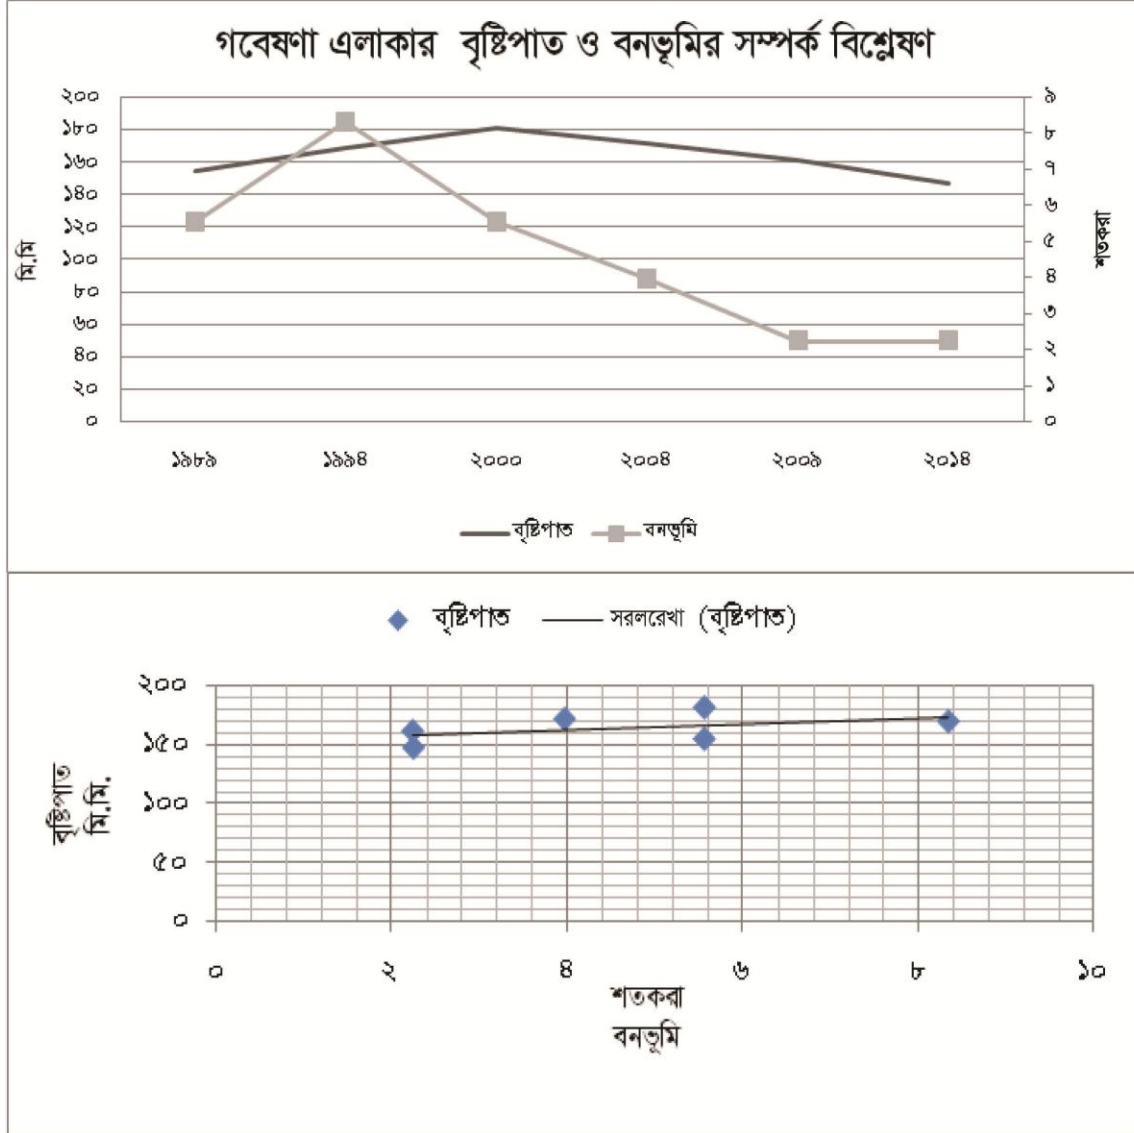 গবেষণা এলাকার বৃষ্টিপাত ও বনভূমির সম্পর্ক বিশ্লেষণ
২০০
১৮০
১৬০
১৪০
১২০
১০০
৮০
৬০
৪০
২০
০
মি.মি
৯
৮
৭
৬
৫
৪
৩
২
১
০
শতকরা
১৯৮৯ ১৯৯৪ ২০০০ ২০০৪ ২০০৯ ২০১৪
বৃষ্টিপাত বনভূমি
বৃষ্টিপাত সরলরেখা (বৃষ্টিপাত)
২০০
১৫০
১০০
৫০
০
বৃষ্টিপাত
মি.মি.
০ ২ ৪ ৬ ৮ ১০
শতকরা
বনভূমি